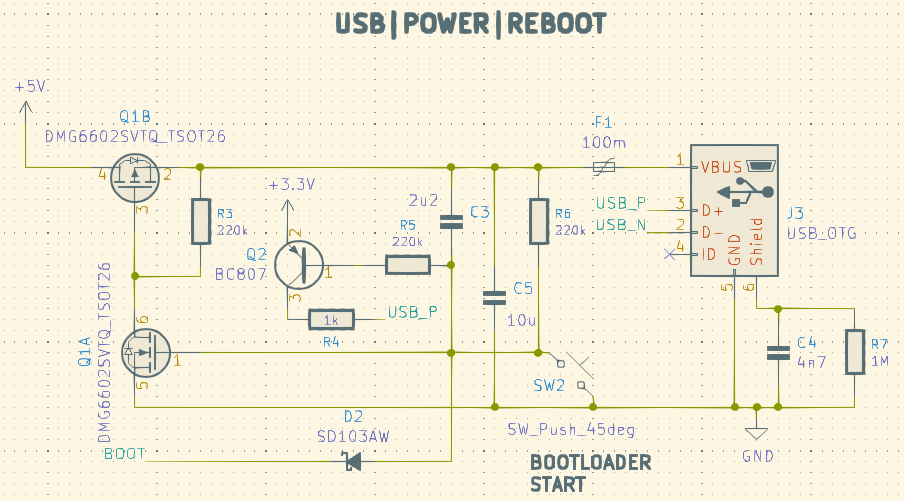 USB|POWER|REBOOT
+5V
Q1B
DMG6602SVTQ_TSOT26
4
2
3
R3
220k
+3.3V
2
Q2
BC807
1
3
R5
220k
1k
R4
USB_P
2u2
C3
C5
10u
R6
220k
F1
100m
USB_P
USB_N
1
3
2
4
VBUS
D+
D-
ID
GND
Shield
5
6
J3
USB_OTG
C4
4n7
R7
1M
GND
Q1A
DMG6602SVTQ_TSOT26
6
1
5
SW2
SW_Push_45deg
D2
SD103AW
BOOT
BOOTLOADER
START